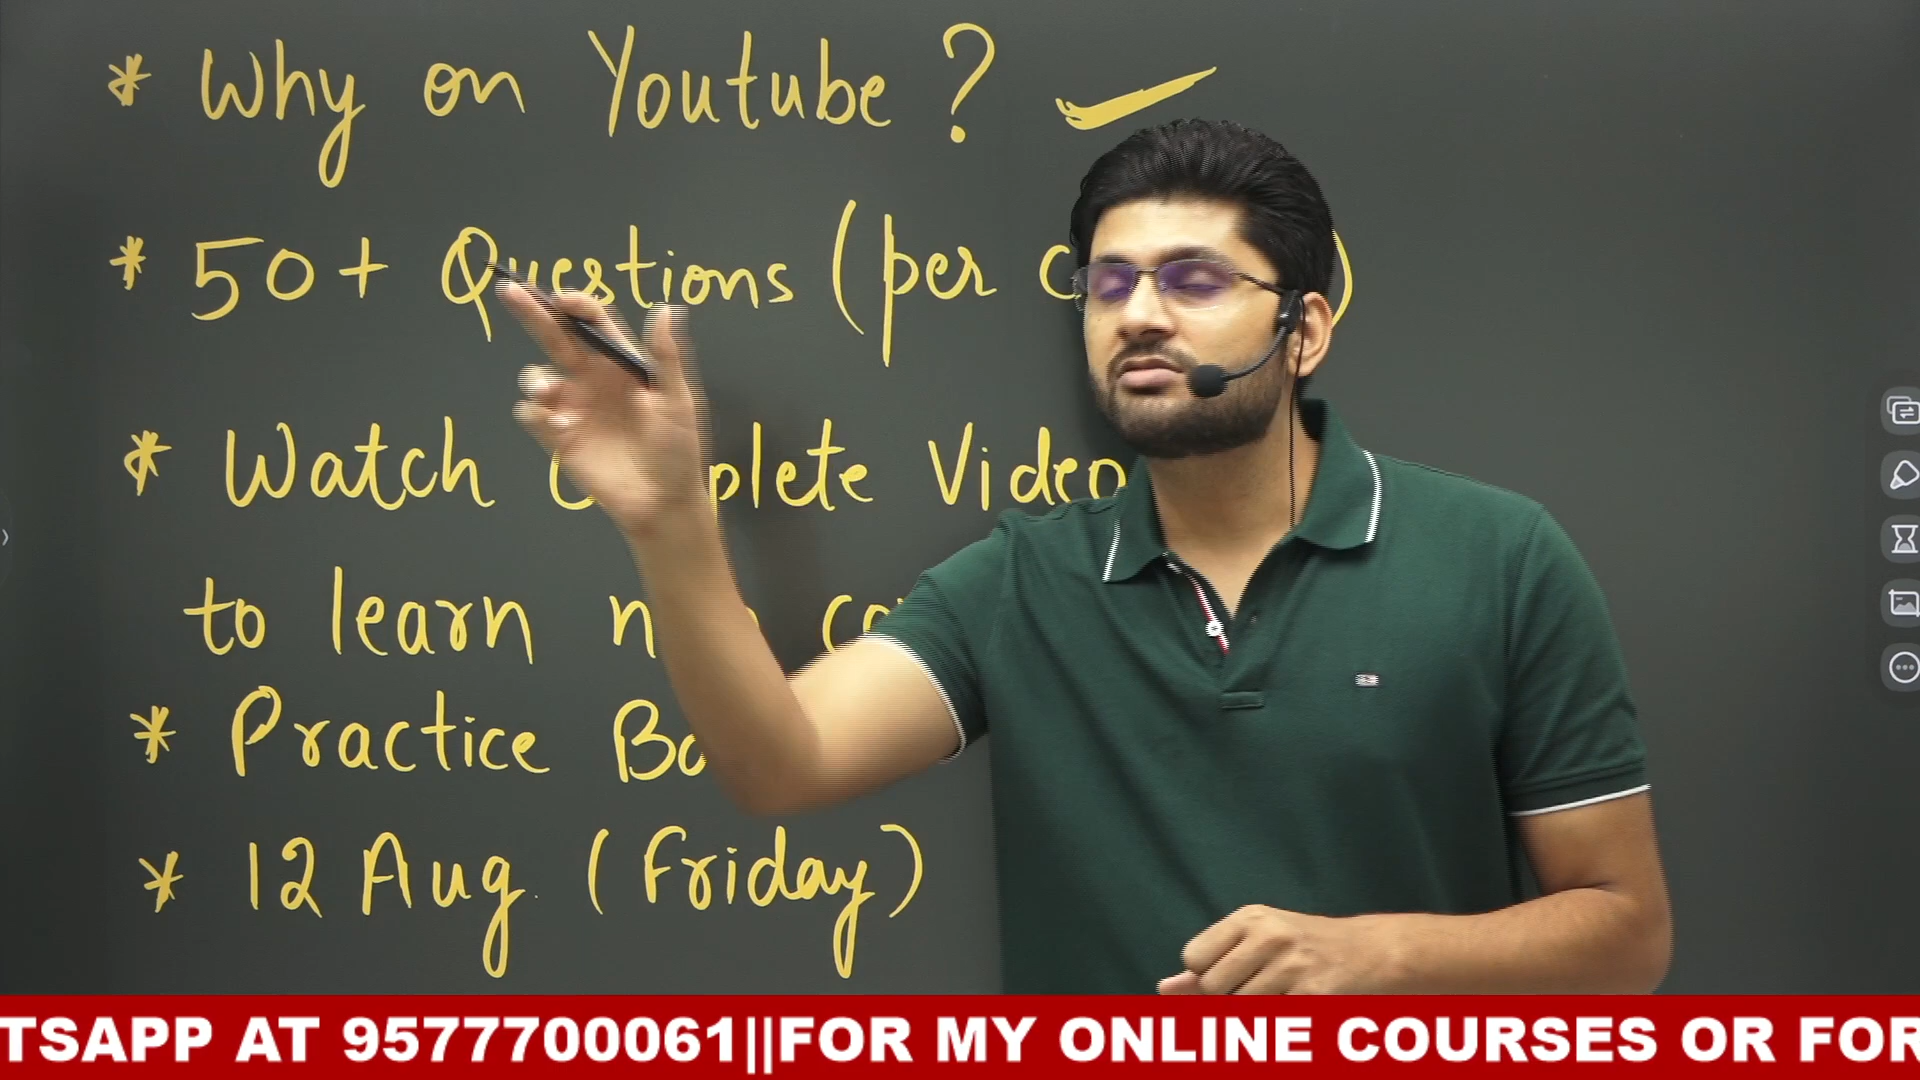 * Why on Youtube ?
* 50+ Questions (per )
* Watch Video
to learn
* Practice
* 12 Aug. (Friday)
TSAPP AT 9577700061||FOR MY ONLINE COURSES OR FOR